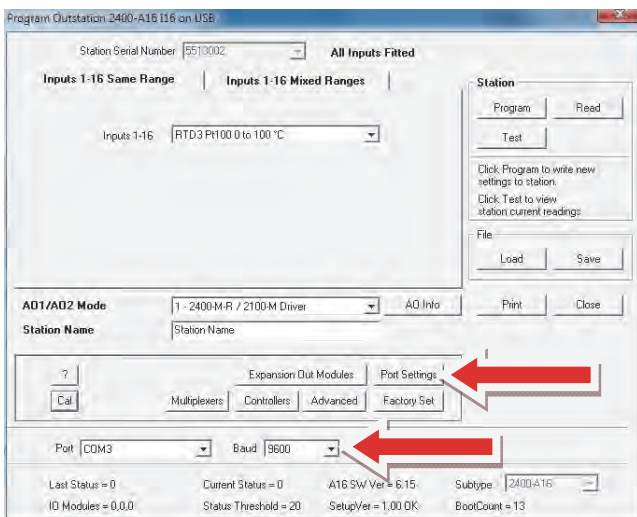 Program Outstation 2400-A16 I16 on USB
Station Serial Number 5513002 All Inputs Fitted
Inputs 1-16 Same Range Inputs 1-16 Mixed Ranges
Inputs 1-16 RTD3 Pt100 0 to 100 °C
Station
Program Read
Test
Click Program to write new
settings to station.
Click Test to view
station current readings
File
Load Save
AO1/AO2 Mode 1 - 2400-M-R / 2100-M Driver AO Info Print Close
Station Name Station Name
? Expansion Out Modules Port Settings
Cal Multiplexers Controllers Advanced Factory Set
Port COM3 Baud 9600
Last Status = 0 Current Status = 0 A16 SW Ver = 6.15 Subtype 2400-A16
IO Modules = 0,0,0 Status Threshold = 20 SetupVer = 1.00 OK BootCount = 13